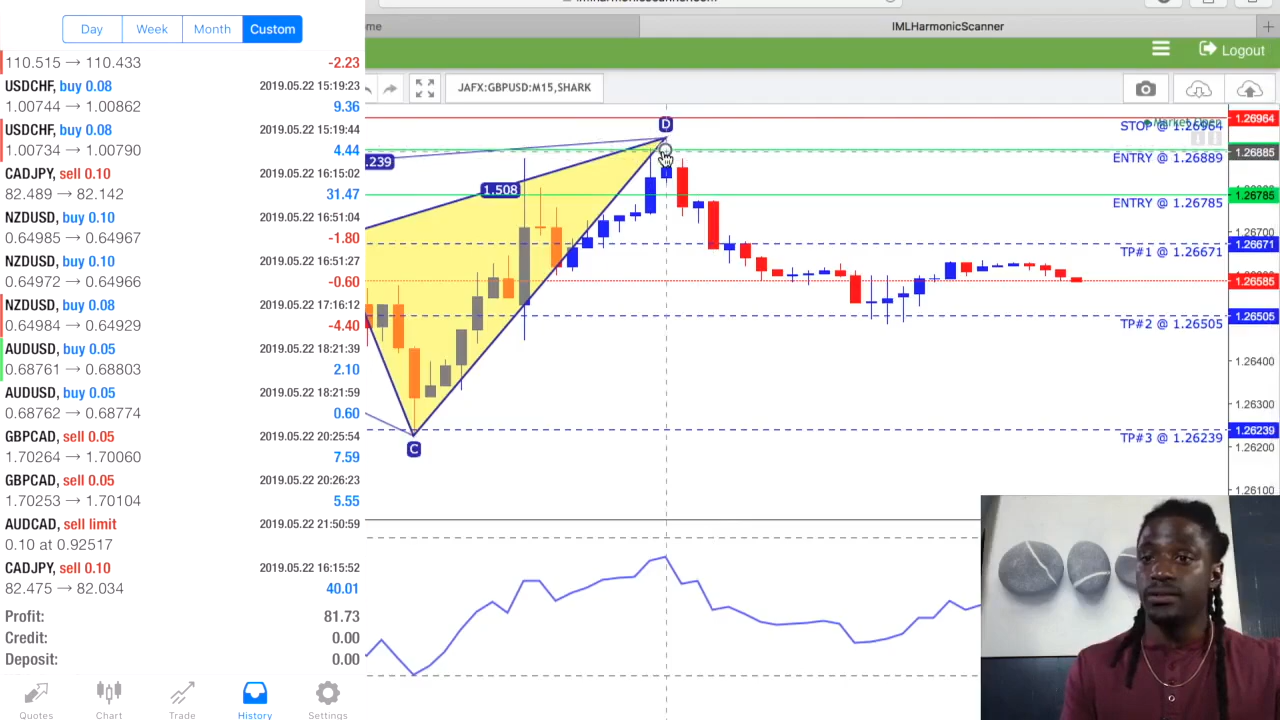 Day Week Month Custom
110.515 → 110.433 -2.23
USDCHF, buy 0.08 2019.05.22 15:19:23
1.00744 → 1.00862 9.36
USDCHF, buy 0.08 2019.05.22 15:19:44
1.00734 → 1.00790 4.44
CADJPY, sell 0.10 2019.05.22 16:15:02
82.489 → 82.142 31.47
NZDUSD, buy 0.10 2019.05.22 16:51:04
0.64985 → 0.64967 -1.80
NZDUSD, buy 0.10 2019.05.22 16:51:27
0.64972 → 0.64966 -0.60
NZDUSD, buy 0.08 2019.05.22 17:16:12
0.64984 → 0.64929 -4.40
AUDUSD, buy 0.05 2019.05.22 18:21:39
0.68761 → 0.68803 2.10
AUDUSD, buy 0.05 2019.05.22 18:21:59
0.68762 → 0.68774 0.60
GBPCAD, sell 0.05 2019.05.22 20:25:54
1.70264 → 1.70060 7.59
GBPCAD, sell 0.05 2019.05.22 20:26:23
1.70253 → 1.70104 5.55
AUDCAD, sell limit 2019.05.22 21:50:59
0.10 at 0.92517
CADJPY, sell 0.10 2019.05.22 16:15:52
82.475 → 82.034 40.01
Profit: 81.73
Credit: 0.00
Deposit: 0.00
Quotes Chart Trade History Settings
IMLHarmonicScanner
Logout
JAFX:GBPUSD:M15,SHARK
D
.239
1.508
C
STOP @ 1.26964 1.26964
ENTRY @ 1.26889 1.26885
ENTRY @ 1.26785 1.26785
1.26700
TP#1 @ 1.26671 1.26671
1.26585
TP#2 @ 1.26505 1.26505
1.26400
1.26300
TP#3 @ 1.26239 1.26239
1.26200
1.26100